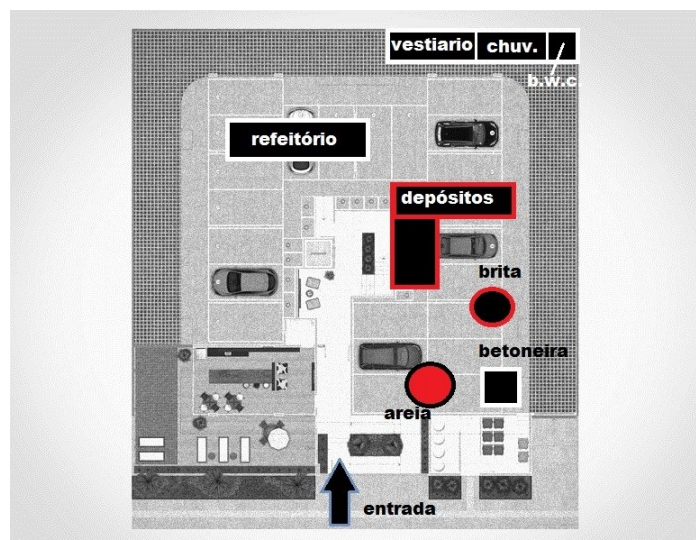 vestiario chuv.
b.w.c.
refeitório
depósitos
brita
betoneira
areia
entrada